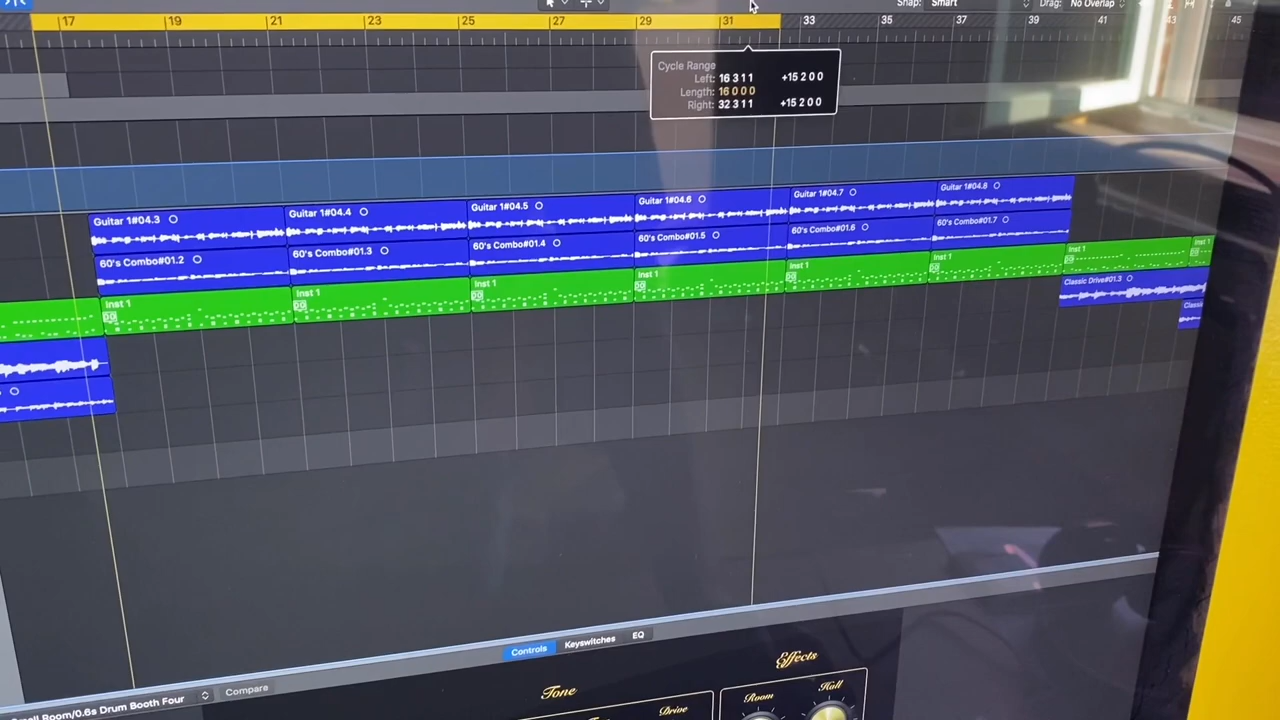 Snap: Smart
Drag: No Overlap
17 19 21 23 25 27 29 31 33 35 37 39 41 43 45
Cycle Range
Left: 16 3 1 1 +15 2 0 0
Length: 16 0 0 0
Right: 32 3 1 1 +15 2 0 0
Guitar 1#04.3 Guitar 1#04.4 Guitar 1#04.5 Guitar 1#04.6 Guitar 1#04.7 Guitar 1#04.8
60's Combo#01.2 60's Combo#01.3 60's Combo#01.4 60's Combo#01.5 60's Combo#01.6 60's Combo#01.7
Inst 1 Inst 1 Inst 1 Inst 1 Inst 1 Inst 1 Inst 1 Inst 1
Classic Drive#01.3
Classic
Controls Keyswitches EQ
Room/0.6s Drum Booth Four Compare
Tone
Drive
Effects
Room Hall